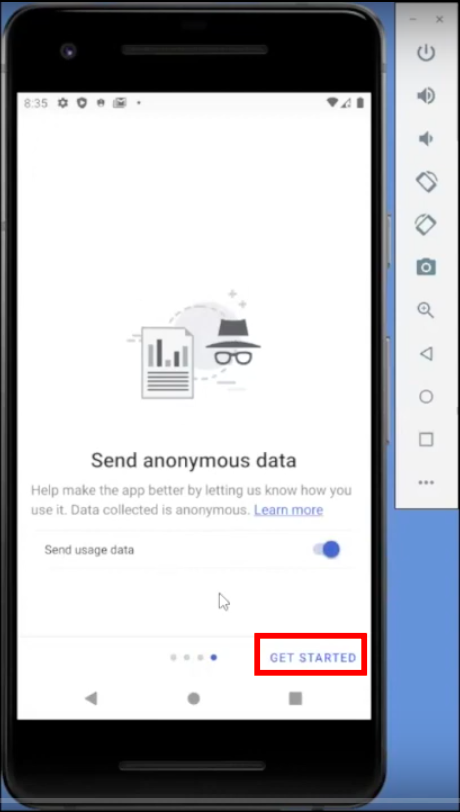 8:35
Send anonymous data
Help make the app better by letting us know how you
use it. Data collected is anonymous. Learn more
Send usage data
GET STARTED